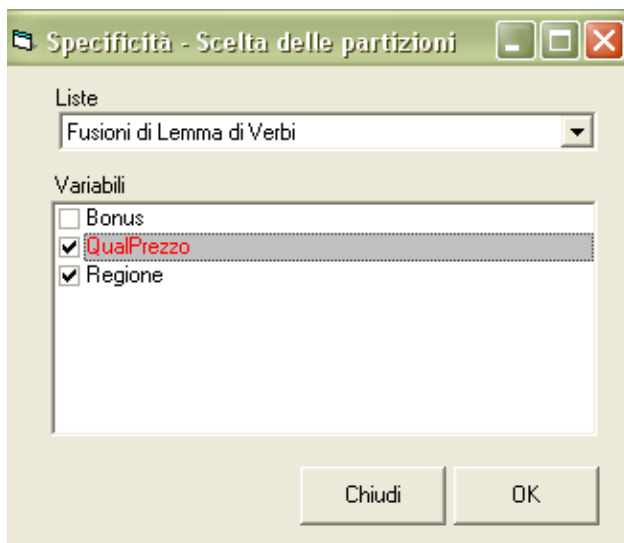 Specificità - Scelta delle partizioni
Liste
Fusioni di Lemma di Verbi
Variabili
Bonus
QualPrezzo
Regione
Chiudi
OK